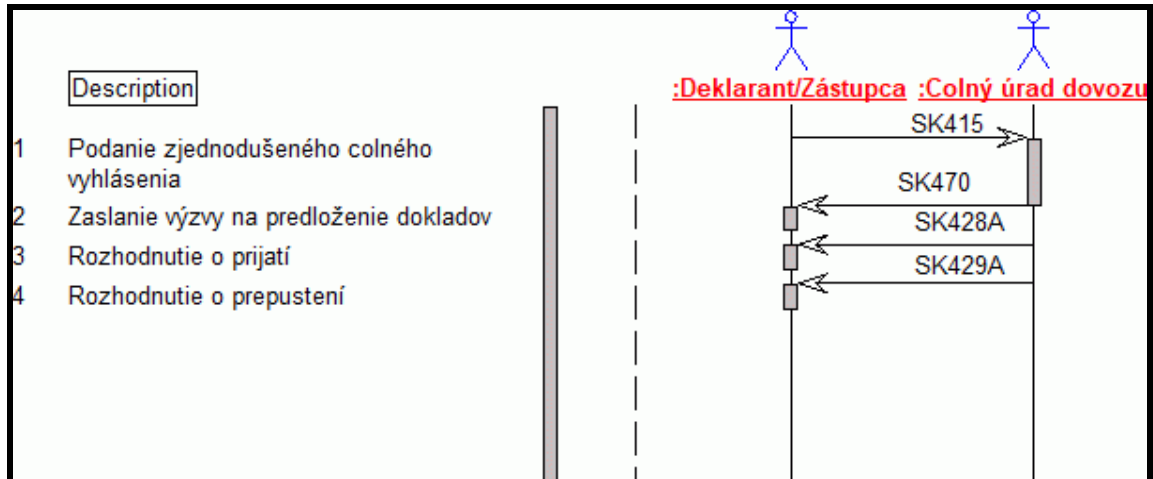 Description
:Deklarant/Zástupca :Colný úrad dovozu
1 Podanie zjednodušeného colného
vyhlásenia
2 Zaslanie výzvy na predloženie dokladov
3 Rozhodnutie o prijatí
4 Rozhodnutie o prepustení
SK415
SK470
SK428A
SK429A